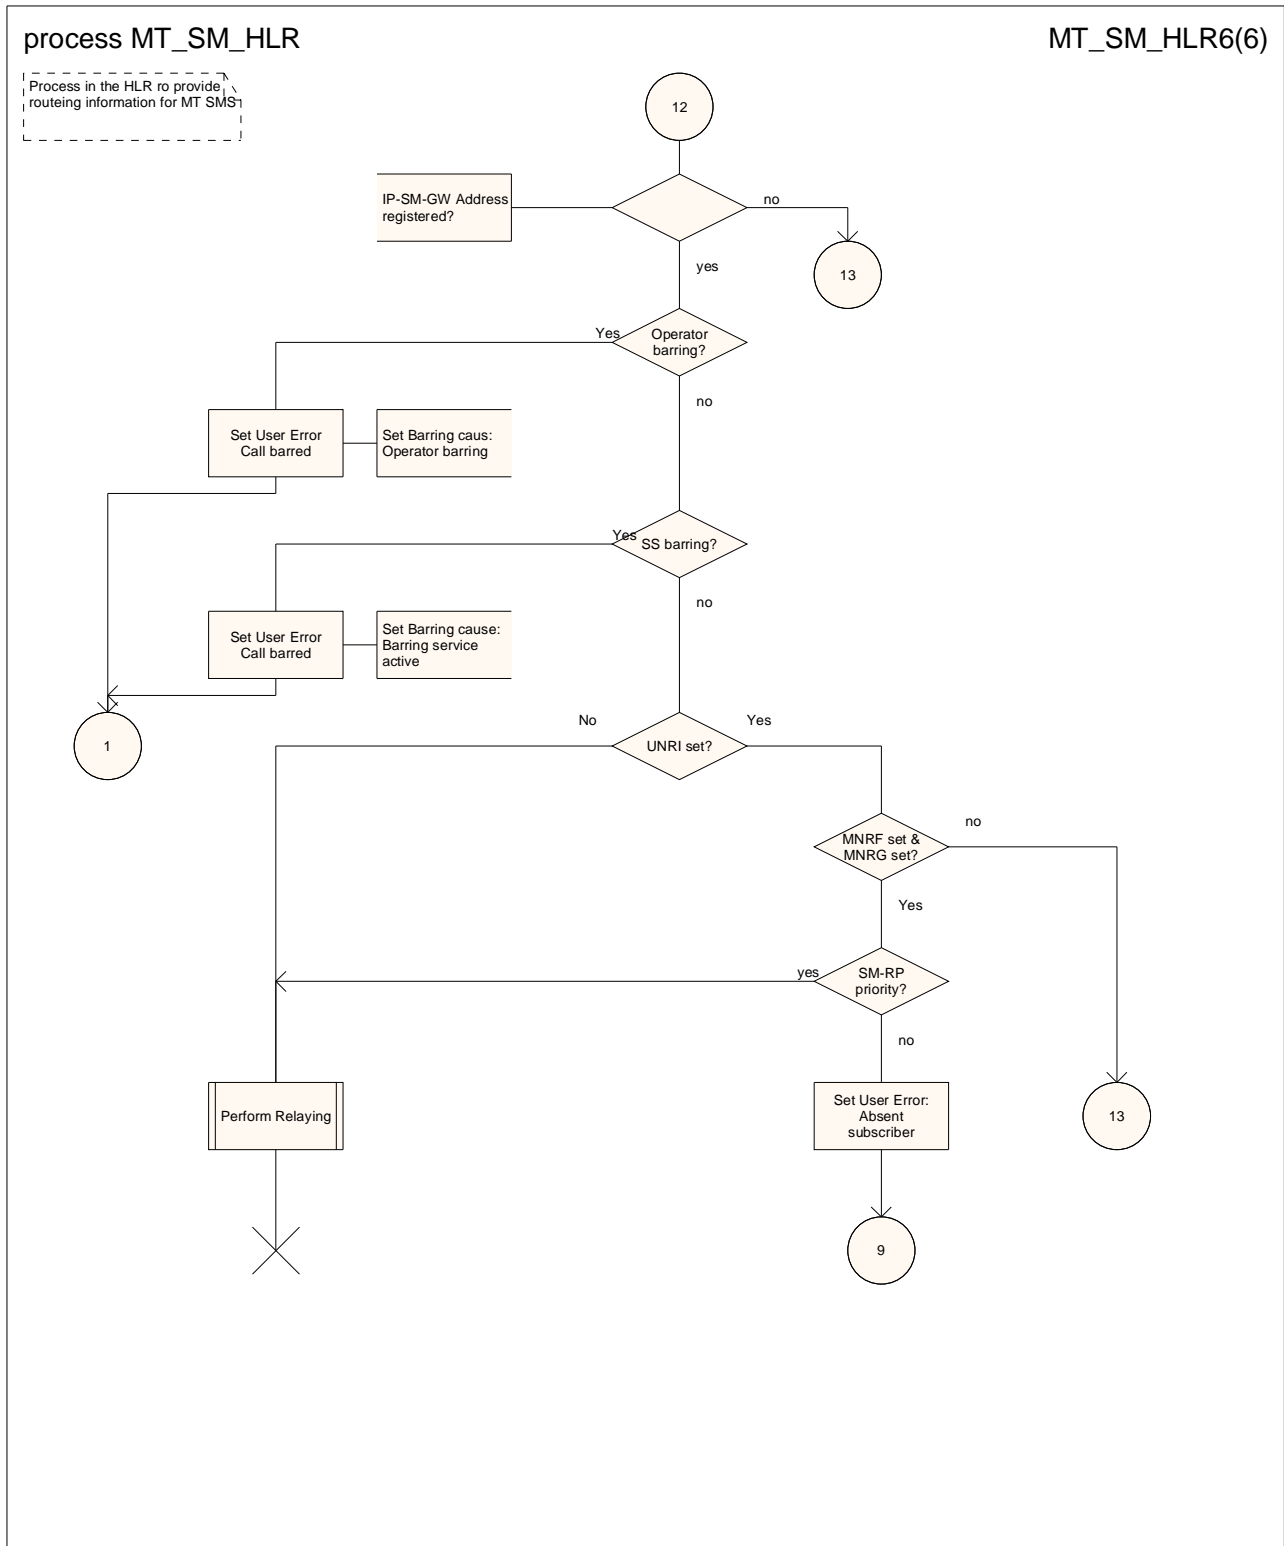 process MT_SM_HLR
MT_SM_HLR6(6)
Process in the HLR ro provide
routeing information for MT SMS
12
IP-SM-GW Address
registered?
no
13
yes
Operator
barring?
Yes
no
Set User Error
Call barred
Set Barring caus:
Operator barring
Yes
SS barring?
no
Set User Error
Call barred
Set Barring cause:
Barring service
active
1
No
UNRI set?
Yes
MNRF set &
MNRG set?
no
Yes
yes
SM-RP
priority?
no
Perform Relaying
Set User Error:
Absent
subscriber
13
9